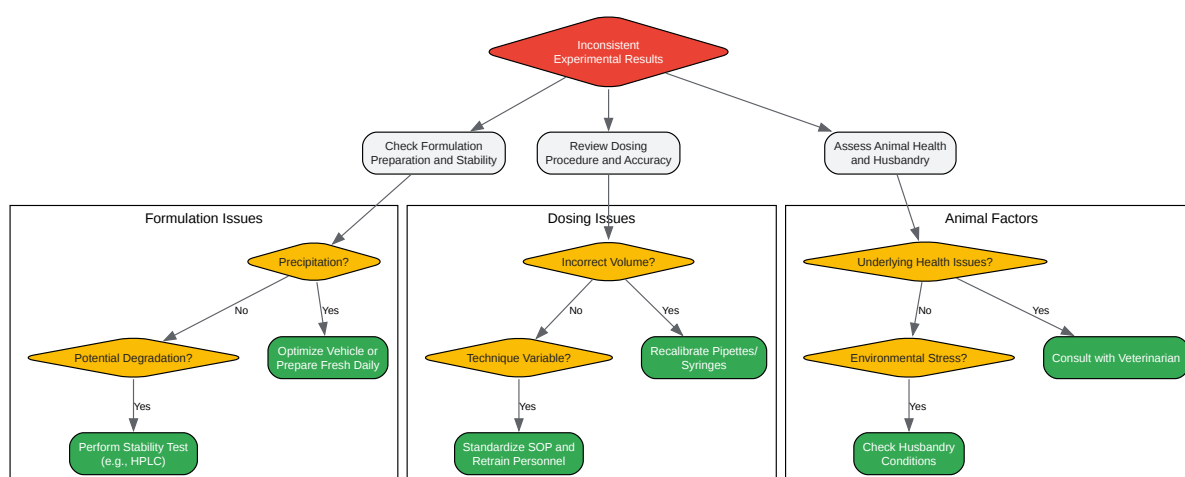 Inconsistent
Experimental Results
Check Formulation
Preparation and Stability
Review Dosing
Procedure and Accuracy
Assess Animal Health
and Husbandry
Formulation Issues
Dosing Issues
Animal Factors
Precipitation?
Incorrect Volume?
Underlying Health Issues?
No
Yes
No
Yes
No
Yes
Potential Degradation?
Optimize Vehicle or
Prepare Fresh Daily
Technique Variable?
Recalibrate Pipettes/
Syringes
Environmental Stress?
Consult with Veterinarian
Yes
Yes
Yes
Perform Stability Test
(e.g., HPLC)
Standardize SOP and
Retrain Personnel
Check Husbandry
Conditions